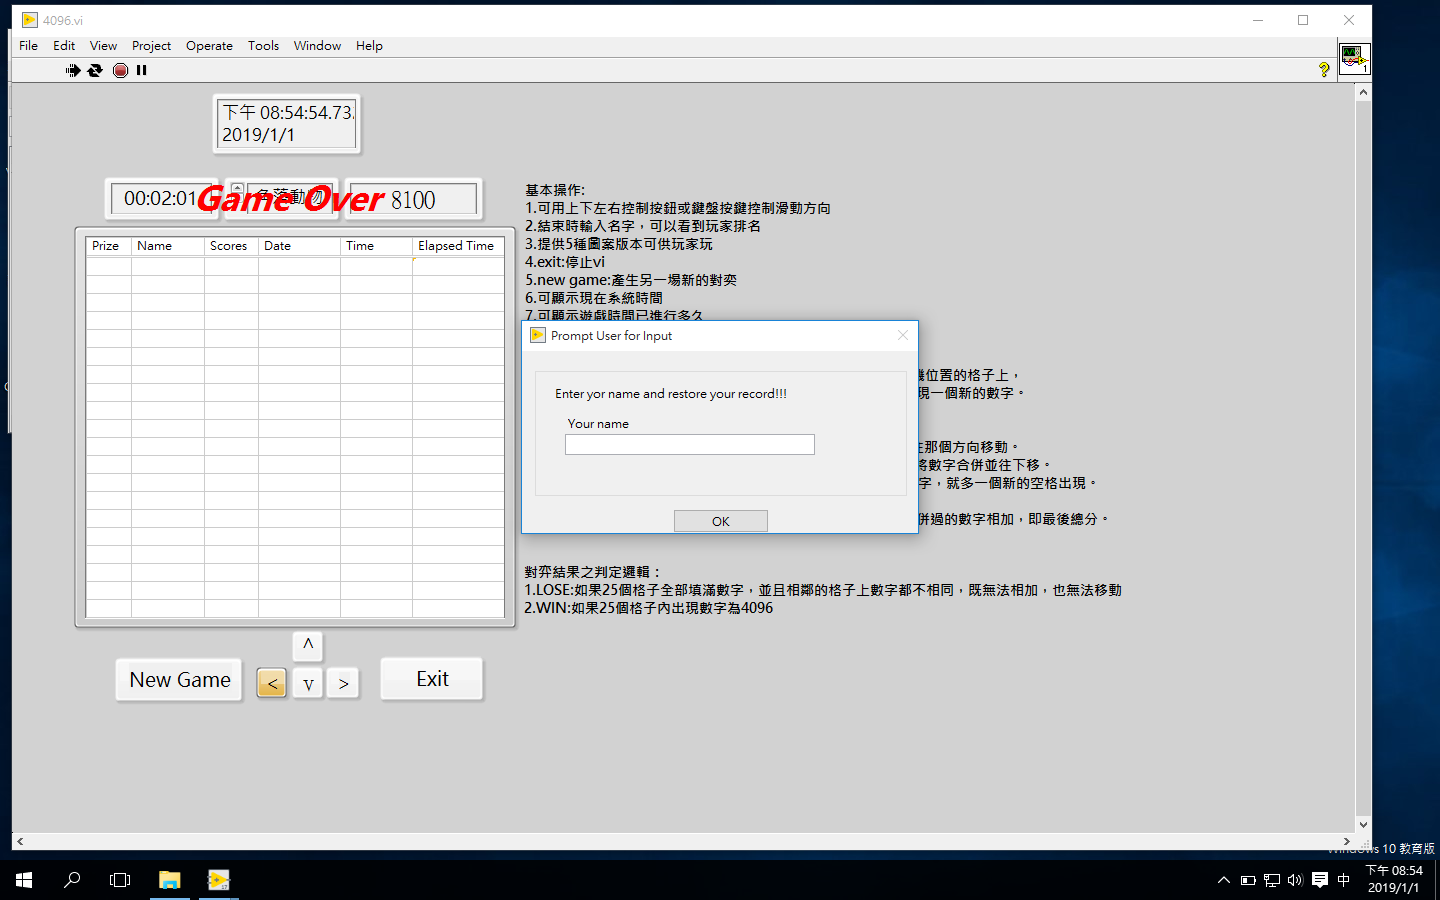 4096.vi
File Edit View Project Operate Tools Window Help
1
下午 08:54:54.73
2019/1/1
00:02:01
角落動物
Game Over
8100
Prize Name Scores Date Time Elapsed Time
基本操作:
1.可用上下左右控制按鈕或鍵盤按鍵控制滑動方向
2.結束時輸入名字，可以看到玩家排名
3.提供5種圖案版本可供玩家玩
4.exit:停止vi
5.new game:產生另一場新的對奕
6.可顯示現在系統時間
7.可顯示遊戲時間已進行多久
Prompt User for Input
Enter yor name and restore your record!!!
Your name
OK
機位置的格子上，
現一個新的數字。
往那個方向移動。
將數字合併並往下移。
字，就多一個新的空格出現。
併過的數字相加，即最後總分。
對弈結果之判定邏輯：
1.LOSE:如果25個格子全部填滿數字，並且相鄰的格子上數字都不相同，既無法相加，也無法移動
2.WIN:如果25個格子內出現數字為4096
^
New Game < v > Exit
Windows 10 教育版
中
下午 08:54
2019/1/1